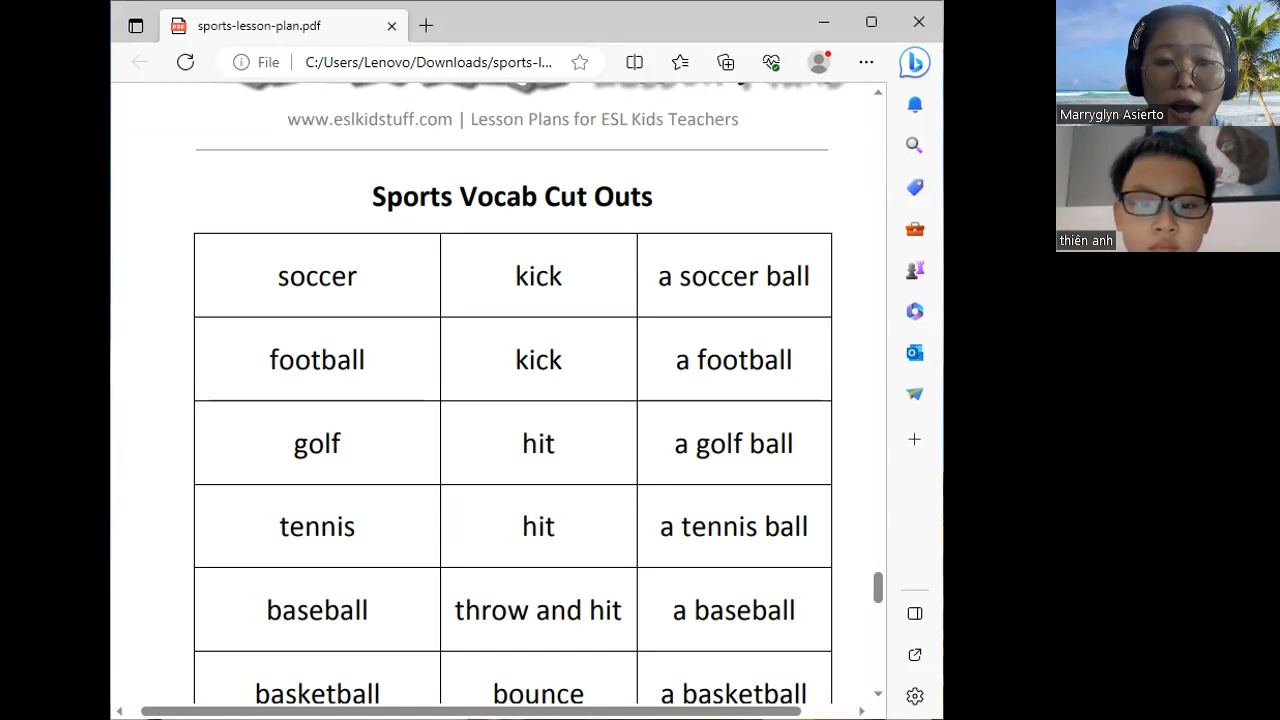 sports-lesson-plan.pdf
File
C:/Users/Lenovo/Downloads/sports-l...
www.eslkidstuff.com | Lesson Plans for ESL Kids Teachers
Sports Vocab Cut Outs
soccer kick a soccer ball
football kick a football
golf hit a golf ball
tennis hit a tennis ball
baseball throw and hit a baseball
basketball bounce a basketball
Marryglyn Asierto
thiên anh